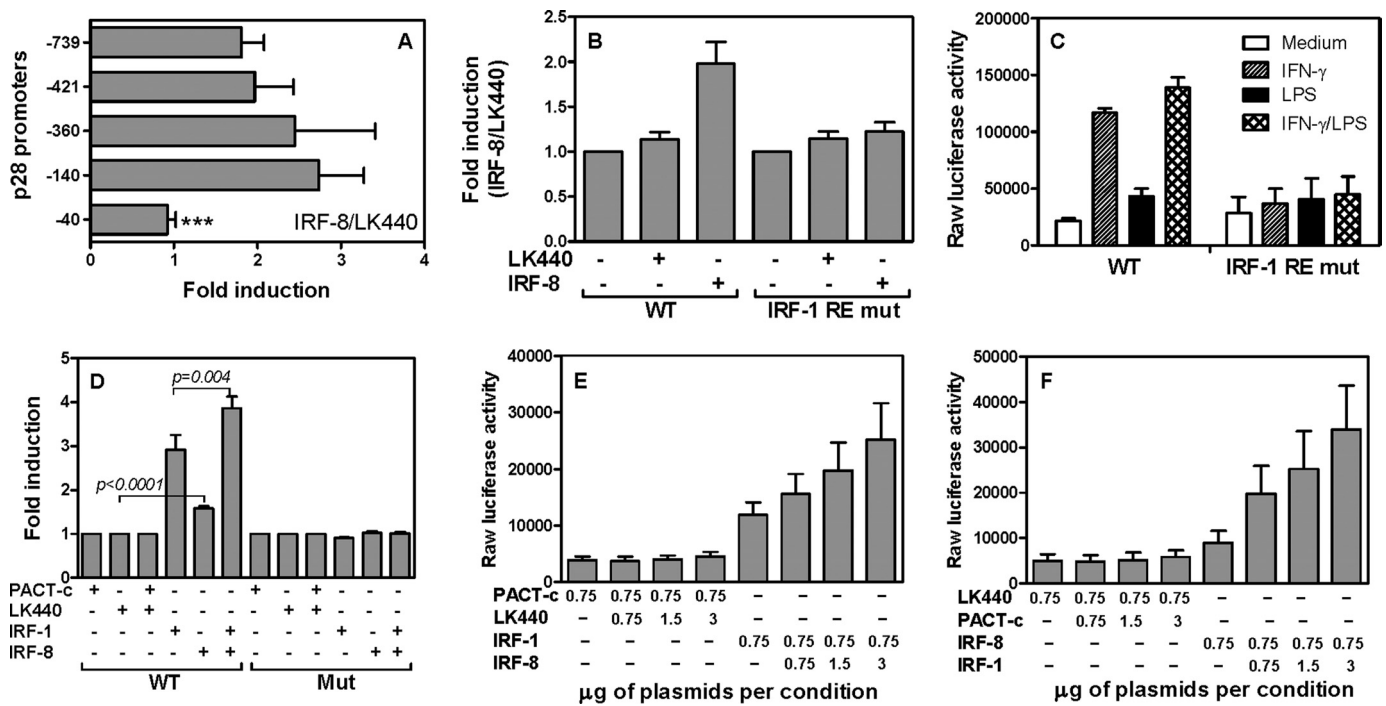 A
p28 promoters
-739
-421
-360
-140
-40
***
IRF-8/LK440
0 1 2 3 4
Fold induction
B
Fold induction
(IRF-8/LK440)
2.5
2.0
1.5
1.0
0.5
0.0
LK440 - + - - + -
IRF-8 - - + - - +
WT IRF-1 RE mut
C
Raw luciferase activity
200000
150000
100000
50000
0
Medium
IFN-γ
LPS
IFN-γ/LPS
WT IRF-1 RE mut
D
Fold induction
5
4
3
2
1
0
p=0.004
p<0.0001
PACT-c + - + - - - + - + - - -
LK440 - + + - - - - + + - - -
IRF-1 - - - + - + - - - + - +
IRF-8 - - - - + + - - - - + +
WT Mut
E
Raw luciferase activity
40000
30000
20000
10000
0
PACT-c 0.75 0.75 0.75 0.75 – – – –
LK440 – 0.75 1.5 3 – – – –
IRF-1 – – – – 0.75 0.75 0.75 0.75
IRF-8 – – – – – 0.75 1.5 3
µg of plasmids per condition
F
Raw luciferase activity
50000
40000
30000
20000
10000
0
LK440 0.75 0.75 0.75 0.75 – – – –
PACT-c – 0.75 1.5 3 – – – –
IRF-8 – – – – 0.75 0.75 0.75 0.75
IRF-1 – – – – – 0.75 1.5 3
µg of plasmids per condition